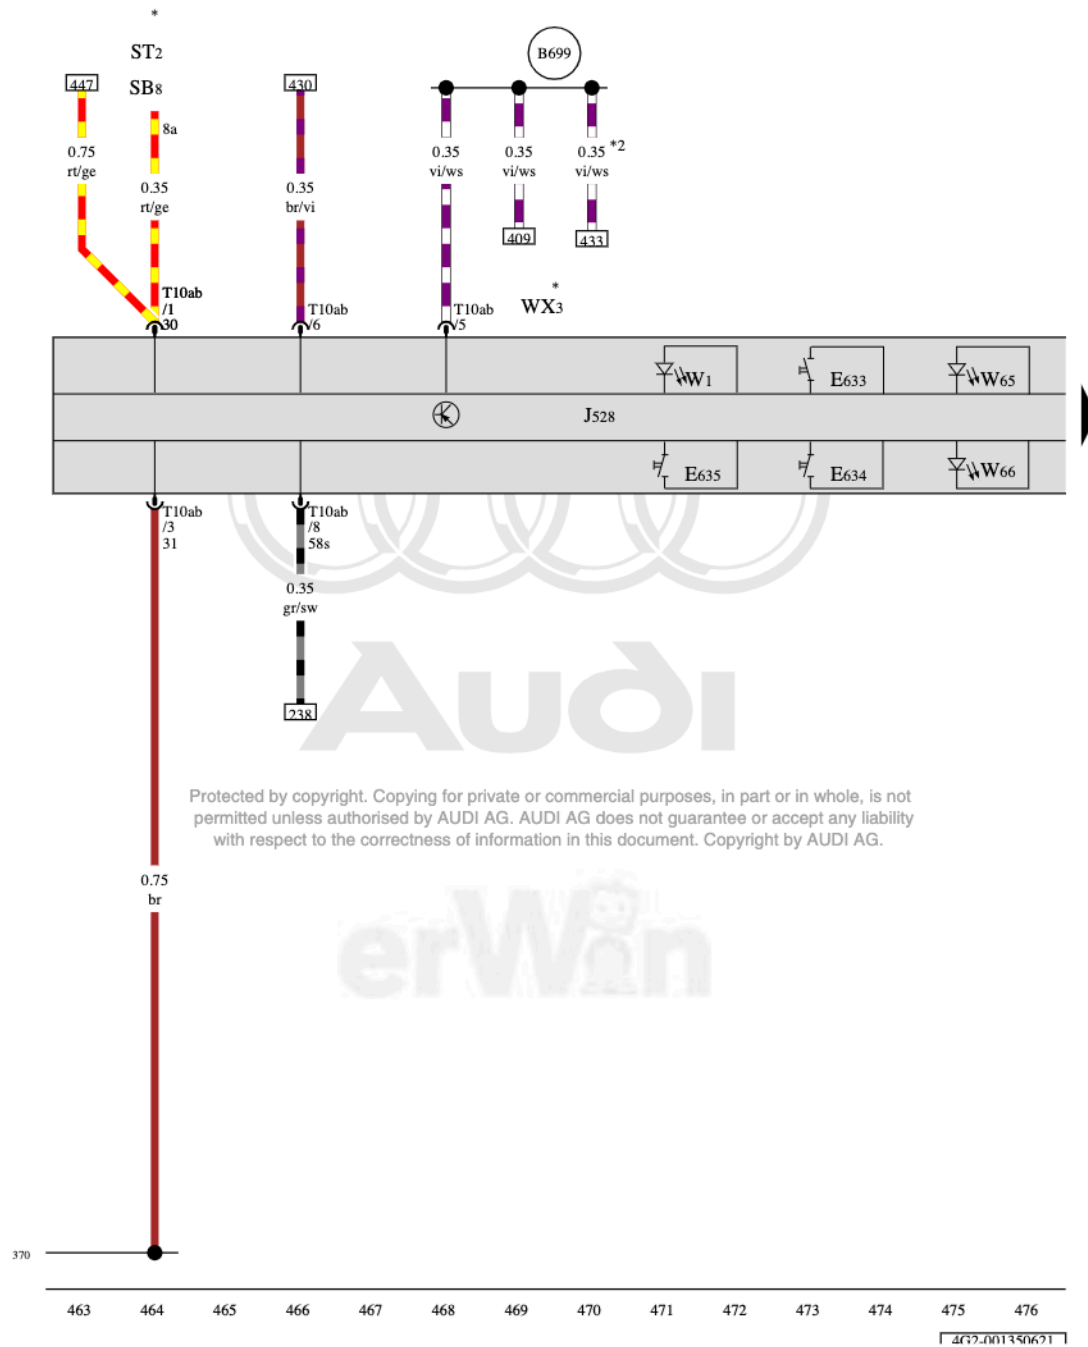 *
ST2
SB8
B699
447
430
8a
0.75
rt/ge
0.35
rt/ge
0.35
br/vi
0.35
vi/ws
0.35
vi/ws
0.35
vi/ws
*2
409
433
*
WX3
T10ab
/1
30
T10ab
/6
T10ab
/5
W1
E633
W65
J528
E635
E634
W66
T10ab
/3
31
T10ab
/8
58s
0.35
gr/sw
238
Audi
Protected by copyright. Copying for private or commercial purposes, in part or in whole, is not
permitted unless authorised by AUDI AG. AUDI AG does not guarantee or accept any liability
with respect to the correctness of information in this document. Copyright by AUDI AG.
0.75
br
erWin
370
463 464 465 466 467 468 469 470 471 472 473 474 475 476
4G2-001350621